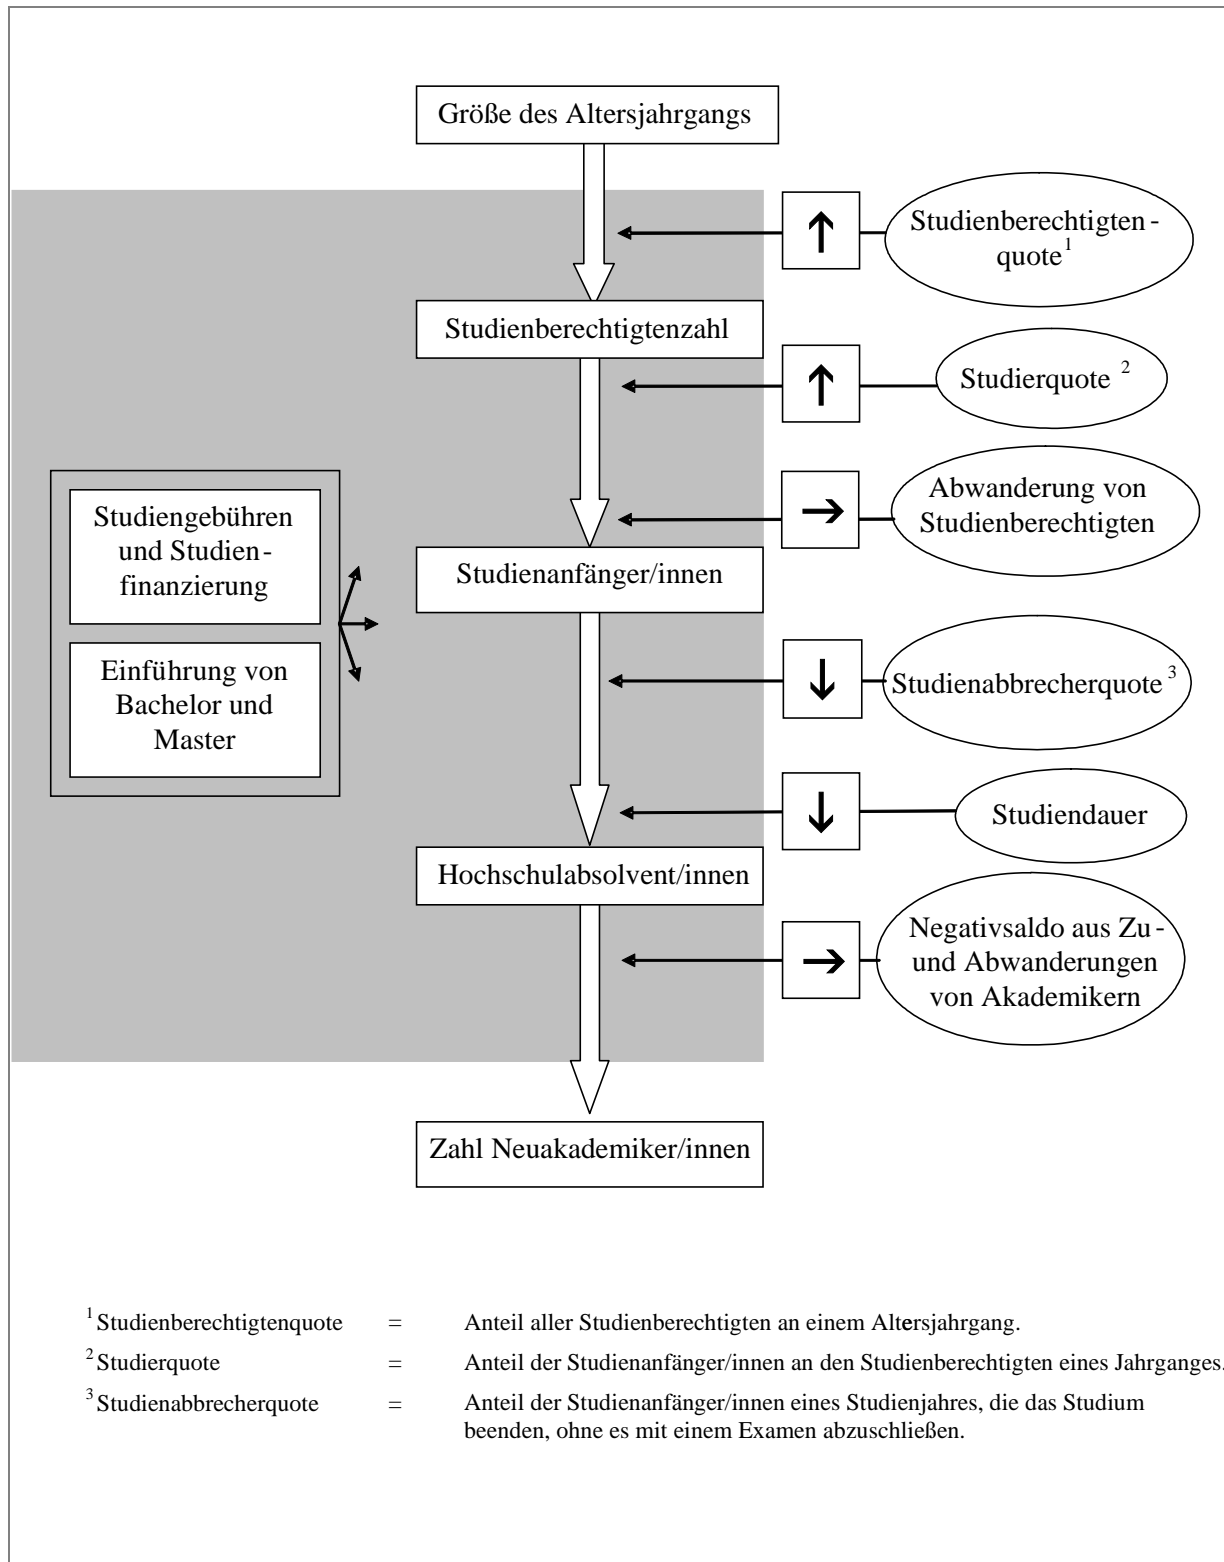 Größe des Altersjahrgangs
Studienberechtigten-
quote1
↑
Studienberechtigtenzahl
↑
Studierquote 2
→
Abwanderung von
Studienberechtigten
Studiengebühren
und Studien-
finanzierung
Studienanfänger/innen
Einführung von
Bachelor und
Master
↓
Studienabbrecherquote 3
↓
Studiendauer
Hochschulabsolvent/innen
→
Negativsaldo aus Zu-
und Abwanderungen
von Akademikern
Zahl Neuakademiker/innen
1 Studienberechtigtenquote = Anteil aller Studienberechtigten an einem Altersjahrgang.
2 Studierquote = Anteil der Studienanfänger/innen an den Studienberechtigten eines Jahrganges.
3 Studienabbrecherquote = Anteil der Studienanfänger/innen eines Studienjahres, die das Studium
beenden, ohne es mit einem Examen abzuschließen.